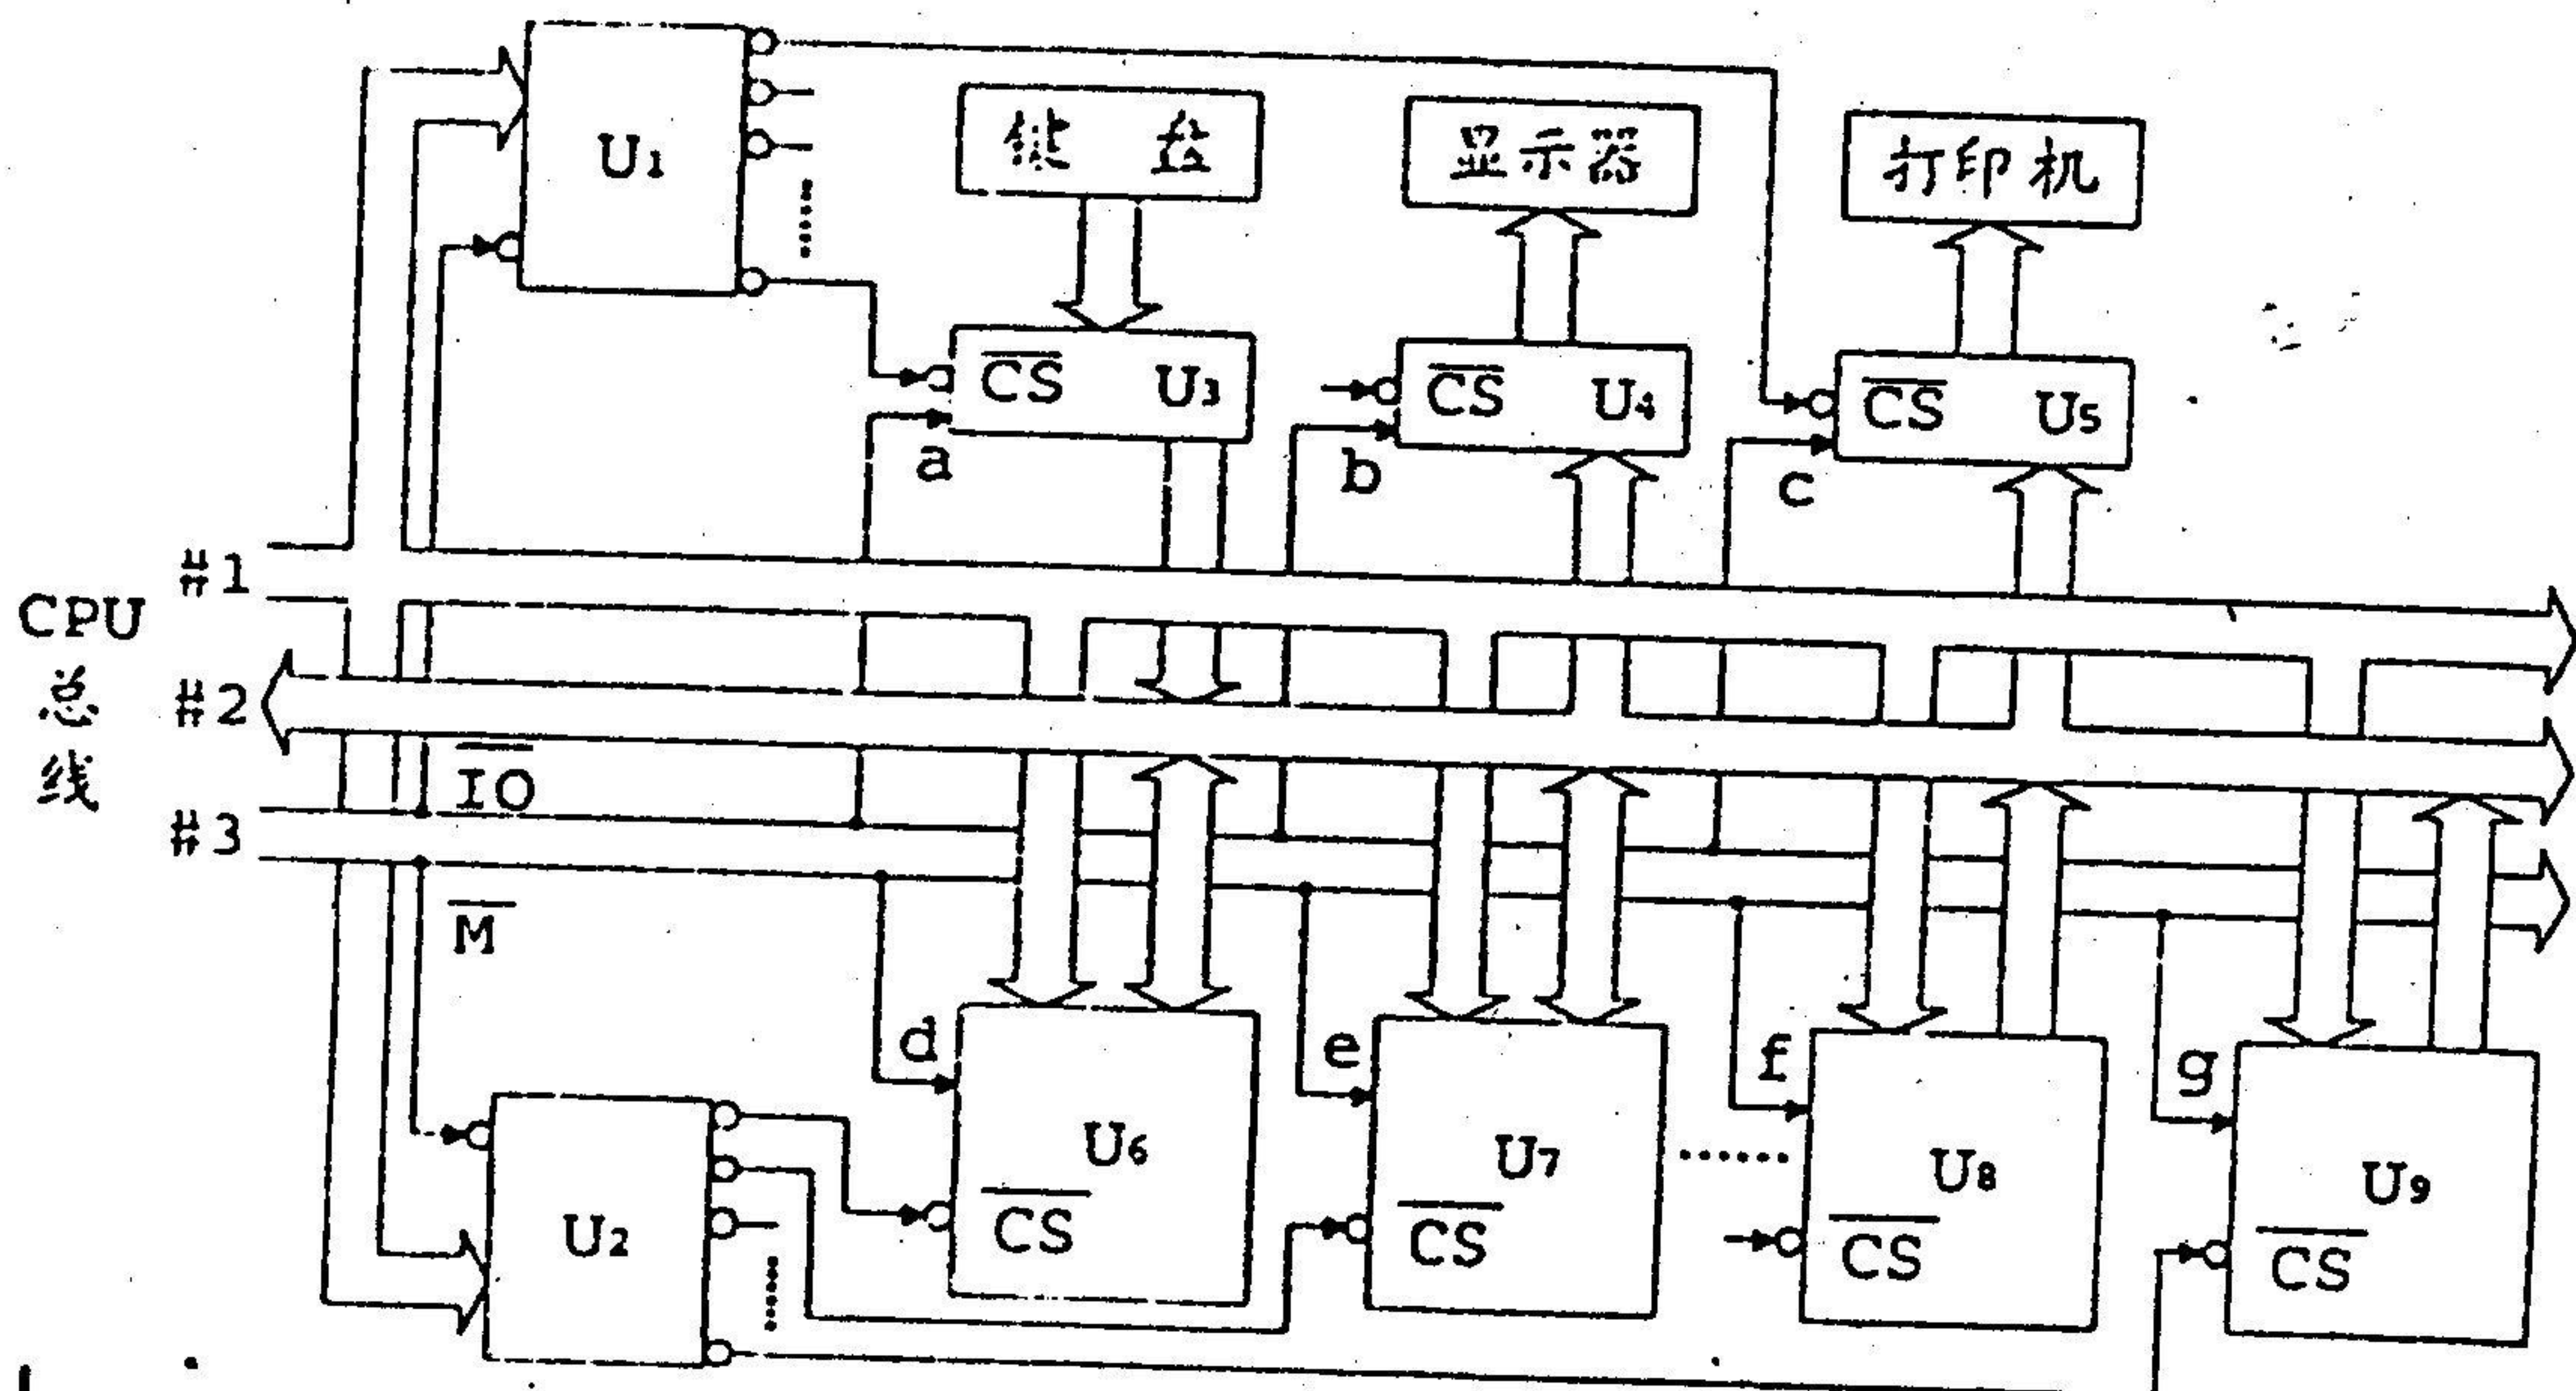 U1
键 盘
显示器
打印机
CS U3
CS U4
CS U5
a
b
c
#1
CPU
总
线
#2
IO
#3
M
d
e
f
g
U6
CS
U7
CS
......
U8
CS
U9
CS
U2